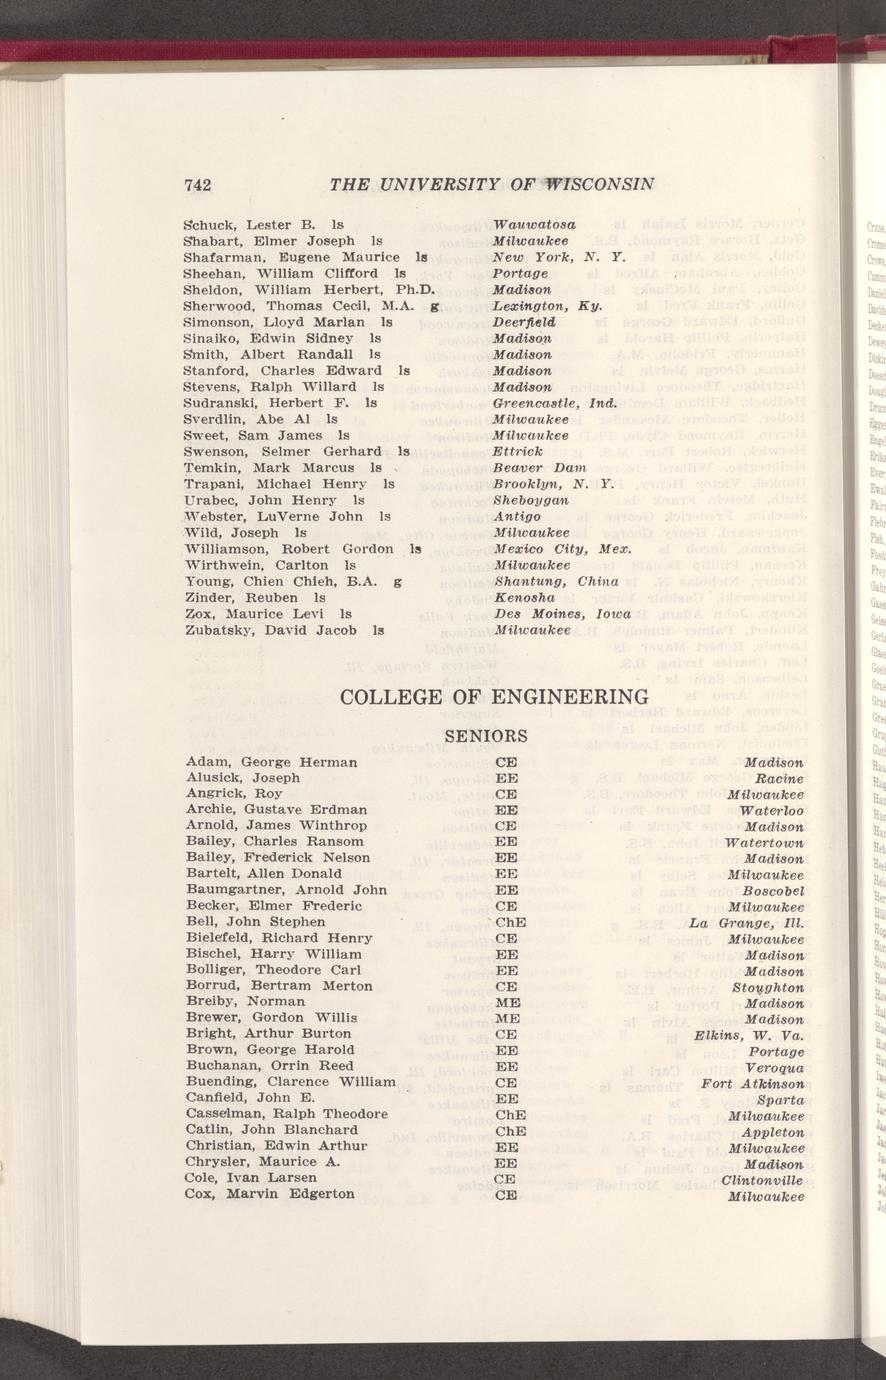 742 THE UNIVERSITY OF WISCONSIN
Schuck, Lester B. ls Wauwatosa
Shabart, Elmer Joseph ls Milwaukee
Shafarman, Eugene Maurice ls New York, N. Y.
Sheehan, William Clifford ls Portage
Sheldon, William Herbert, Ph.D. Madison
Sherwood, Thomas Cecil, M.A. g Lexington, Ky.
Simonson, Lloyd Marlan ls Deerfield
Sinaiko, Edwin Sidney ls Madison
Smith, Albert Randall ls Madison
Stanford, Charles Edward ls Madison
Stevens, Ralph Willard ls Madison
Sudranski, Herbert F. ls Greencastle, Ind.
Sverdlin, Abe Al ls Milwaukee
Sweet, Sam James ls Milwaukee
Swenson, Selmer Gerhard ls Ettrick
Temkin, Mark Marcus ls Beaver Dam
Trapani, Michael Henry ls Brooklyn, N. Y.
Urabec, John Henry ls Sheboygan
Webster, LuVerne John ls Antigo
Wild, Joseph ls Milwaukee
Williamson, Robert Gordon ls Mexico City, Mex.
Wirthwein, Carlton ls Milwaukee
Young, Chien Chieh, B.A. g Shantung, China
Zinder, Reuben ls Kenosha
Zox, Maurice Levi ls Des Moines, Iowa
Zubatsky, David Jacob ls Milwaukee
COLLEGE OF ENGINEERING
SENIORS
Adam, George Herman CE Madison
Alusick, Joseph EE Racine
Angrick, Roy CE Milwaukee
Archie, Gustave Erdman EE Waterloo
Arnold, James Winthrop CE Madison
Bailey, Charles Ransom EE Watertown
Bailey, Frederick Nelson EE Madison
Bartelt, Allen Donald EE Milwaukee
Baumgartner, Arnold John EE Boscobel
Becker, Elmer Frederic CE Milwaukee
Bell, John Stephen ChE La Grange, Ill.
Bielefeld, Richard Henry CE Milwaukee
Bischel, Harry William EE Madison
Bolliger, Theodore Carl EE Madison
Borrud, Bertram Merton CE Stoughton
Breiby, Norman ME Madison
Brewer, Gordon Willis ME Madison
Bright, Arthur Burton CE Elkins, W. Va.
Brown, George Harold EE Portage
Buchanan, Orrin Reed EE Veroqua
Buending, Clarence William CE Fort Atkinson
Canfield, John E. EE Sparta
Casselman, Ralph Theodore ChE Milwaukee
Catlin, John Blanchard ChE Appleton
Christian, Edwin Arthur EE Milwaukee
Chrysler, Maurice A. EE Madison
Cole, Ivan Larsen CE Clintonville
Cox, Marvin Edgerton CE Milwaukee